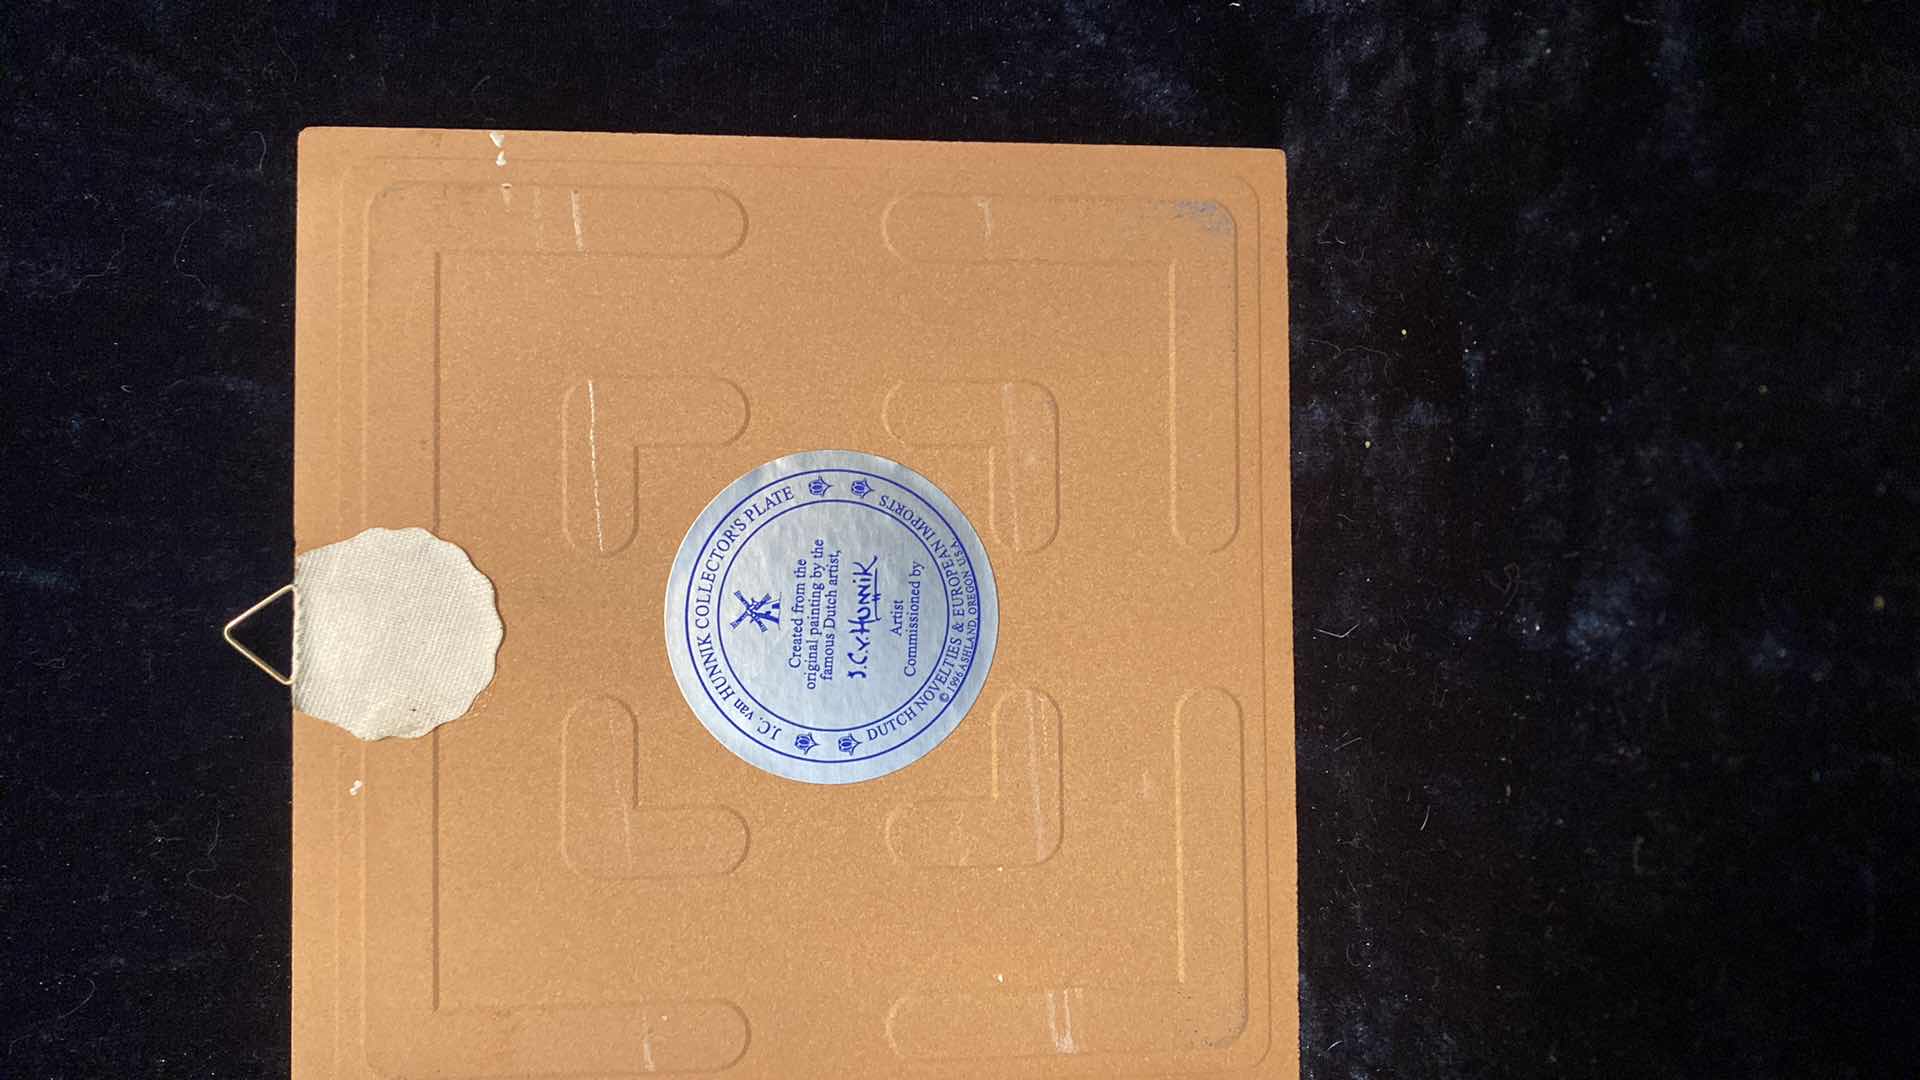 J.C. van HUNNIK COLLECTOR'S PLATE
Created from the
original painting by the
famous Dutch artist,
J.C.v.HUNNiK
Artist
Commissioned by
DUTCH NOVELTIES & EUROPEAN IMPORTS
© 1996 ASHLAND, OREGON U.S.A.